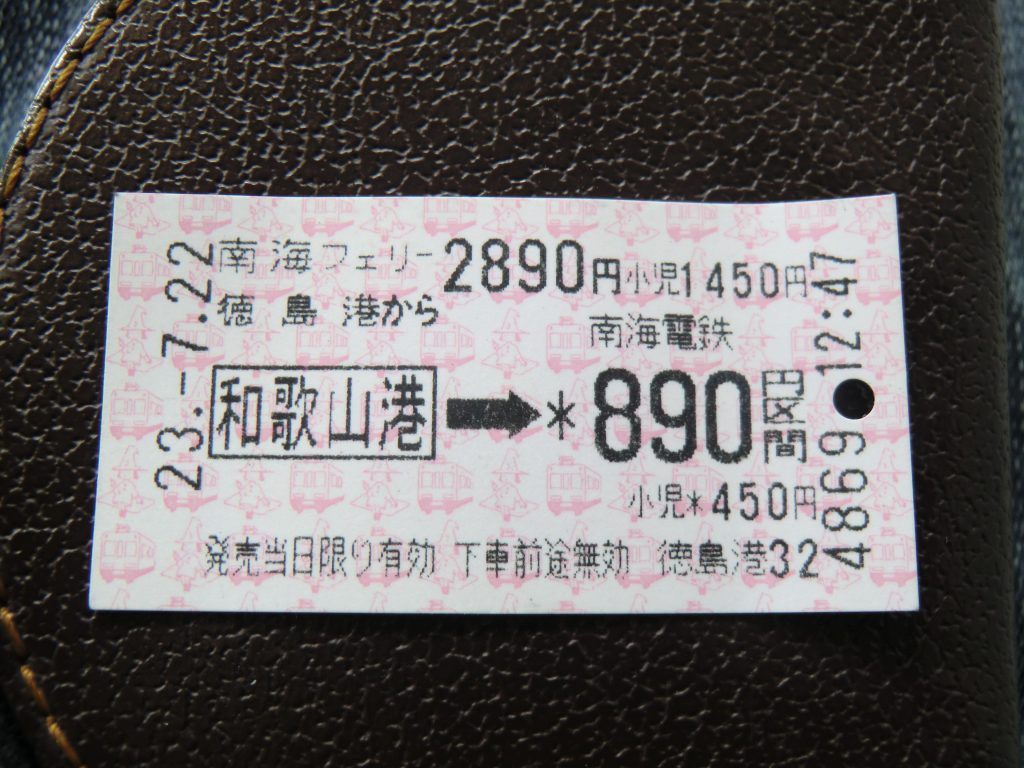 南海フェリー 2890円 小児1450円
徳島港から
南海電鉄
和歌山港 ➡ *890円区間
小児*450円
発売当日限り有効 下車前途無効 徳島港32
23.-7.22
4869 12:47